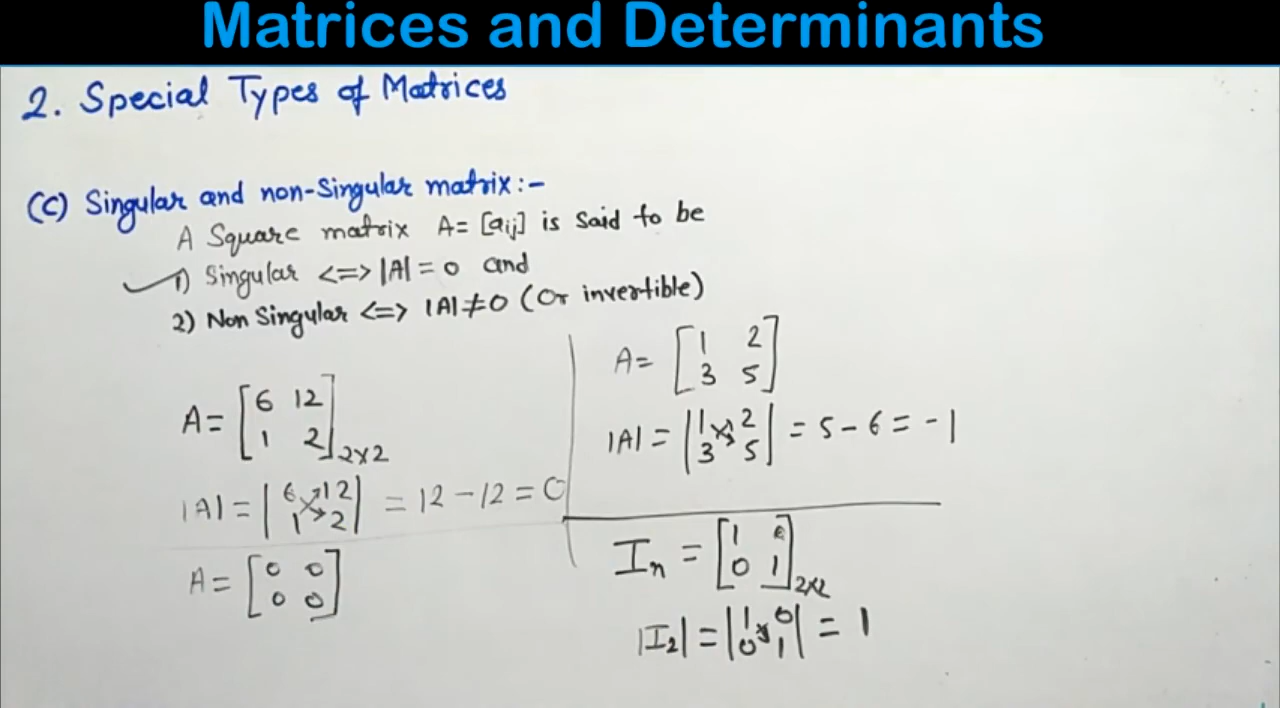 Matrices and Determinants
2. Special Types of Matrices
(C) Singular and non-Singular matrix:-
A Square matrix A= [aij] is said to be
1) Singular <=> |A| = 0 and
2) Non Singular <=> |A| ≠ 0 (Or invertible)
A= [6 12
1 2] 2x2
|A| = |6 12
1 2| = 12 - 12 = 0
A= [0 0
0 0]
A= [1 2
3 5]
|A| = |1 2
3 5| = 5 - 6 = -1
In = [1 0
0 1] 2x2
|I2| = |1 0
0 1| = 1